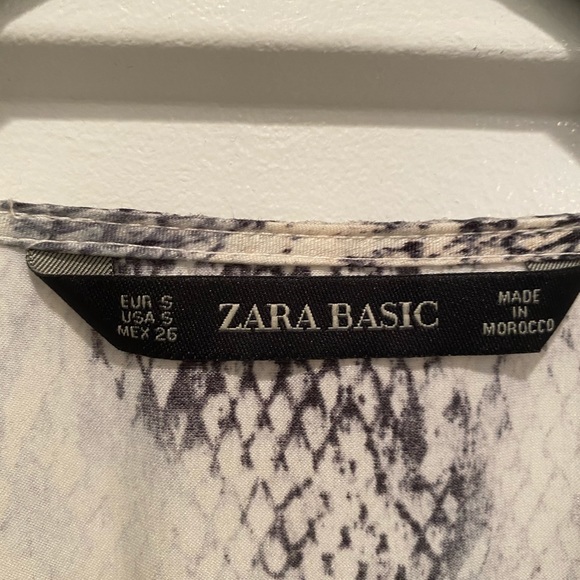 EUR S
USA S
MEX 26
ZARA BASIC
MADE
IN
MOROCCO